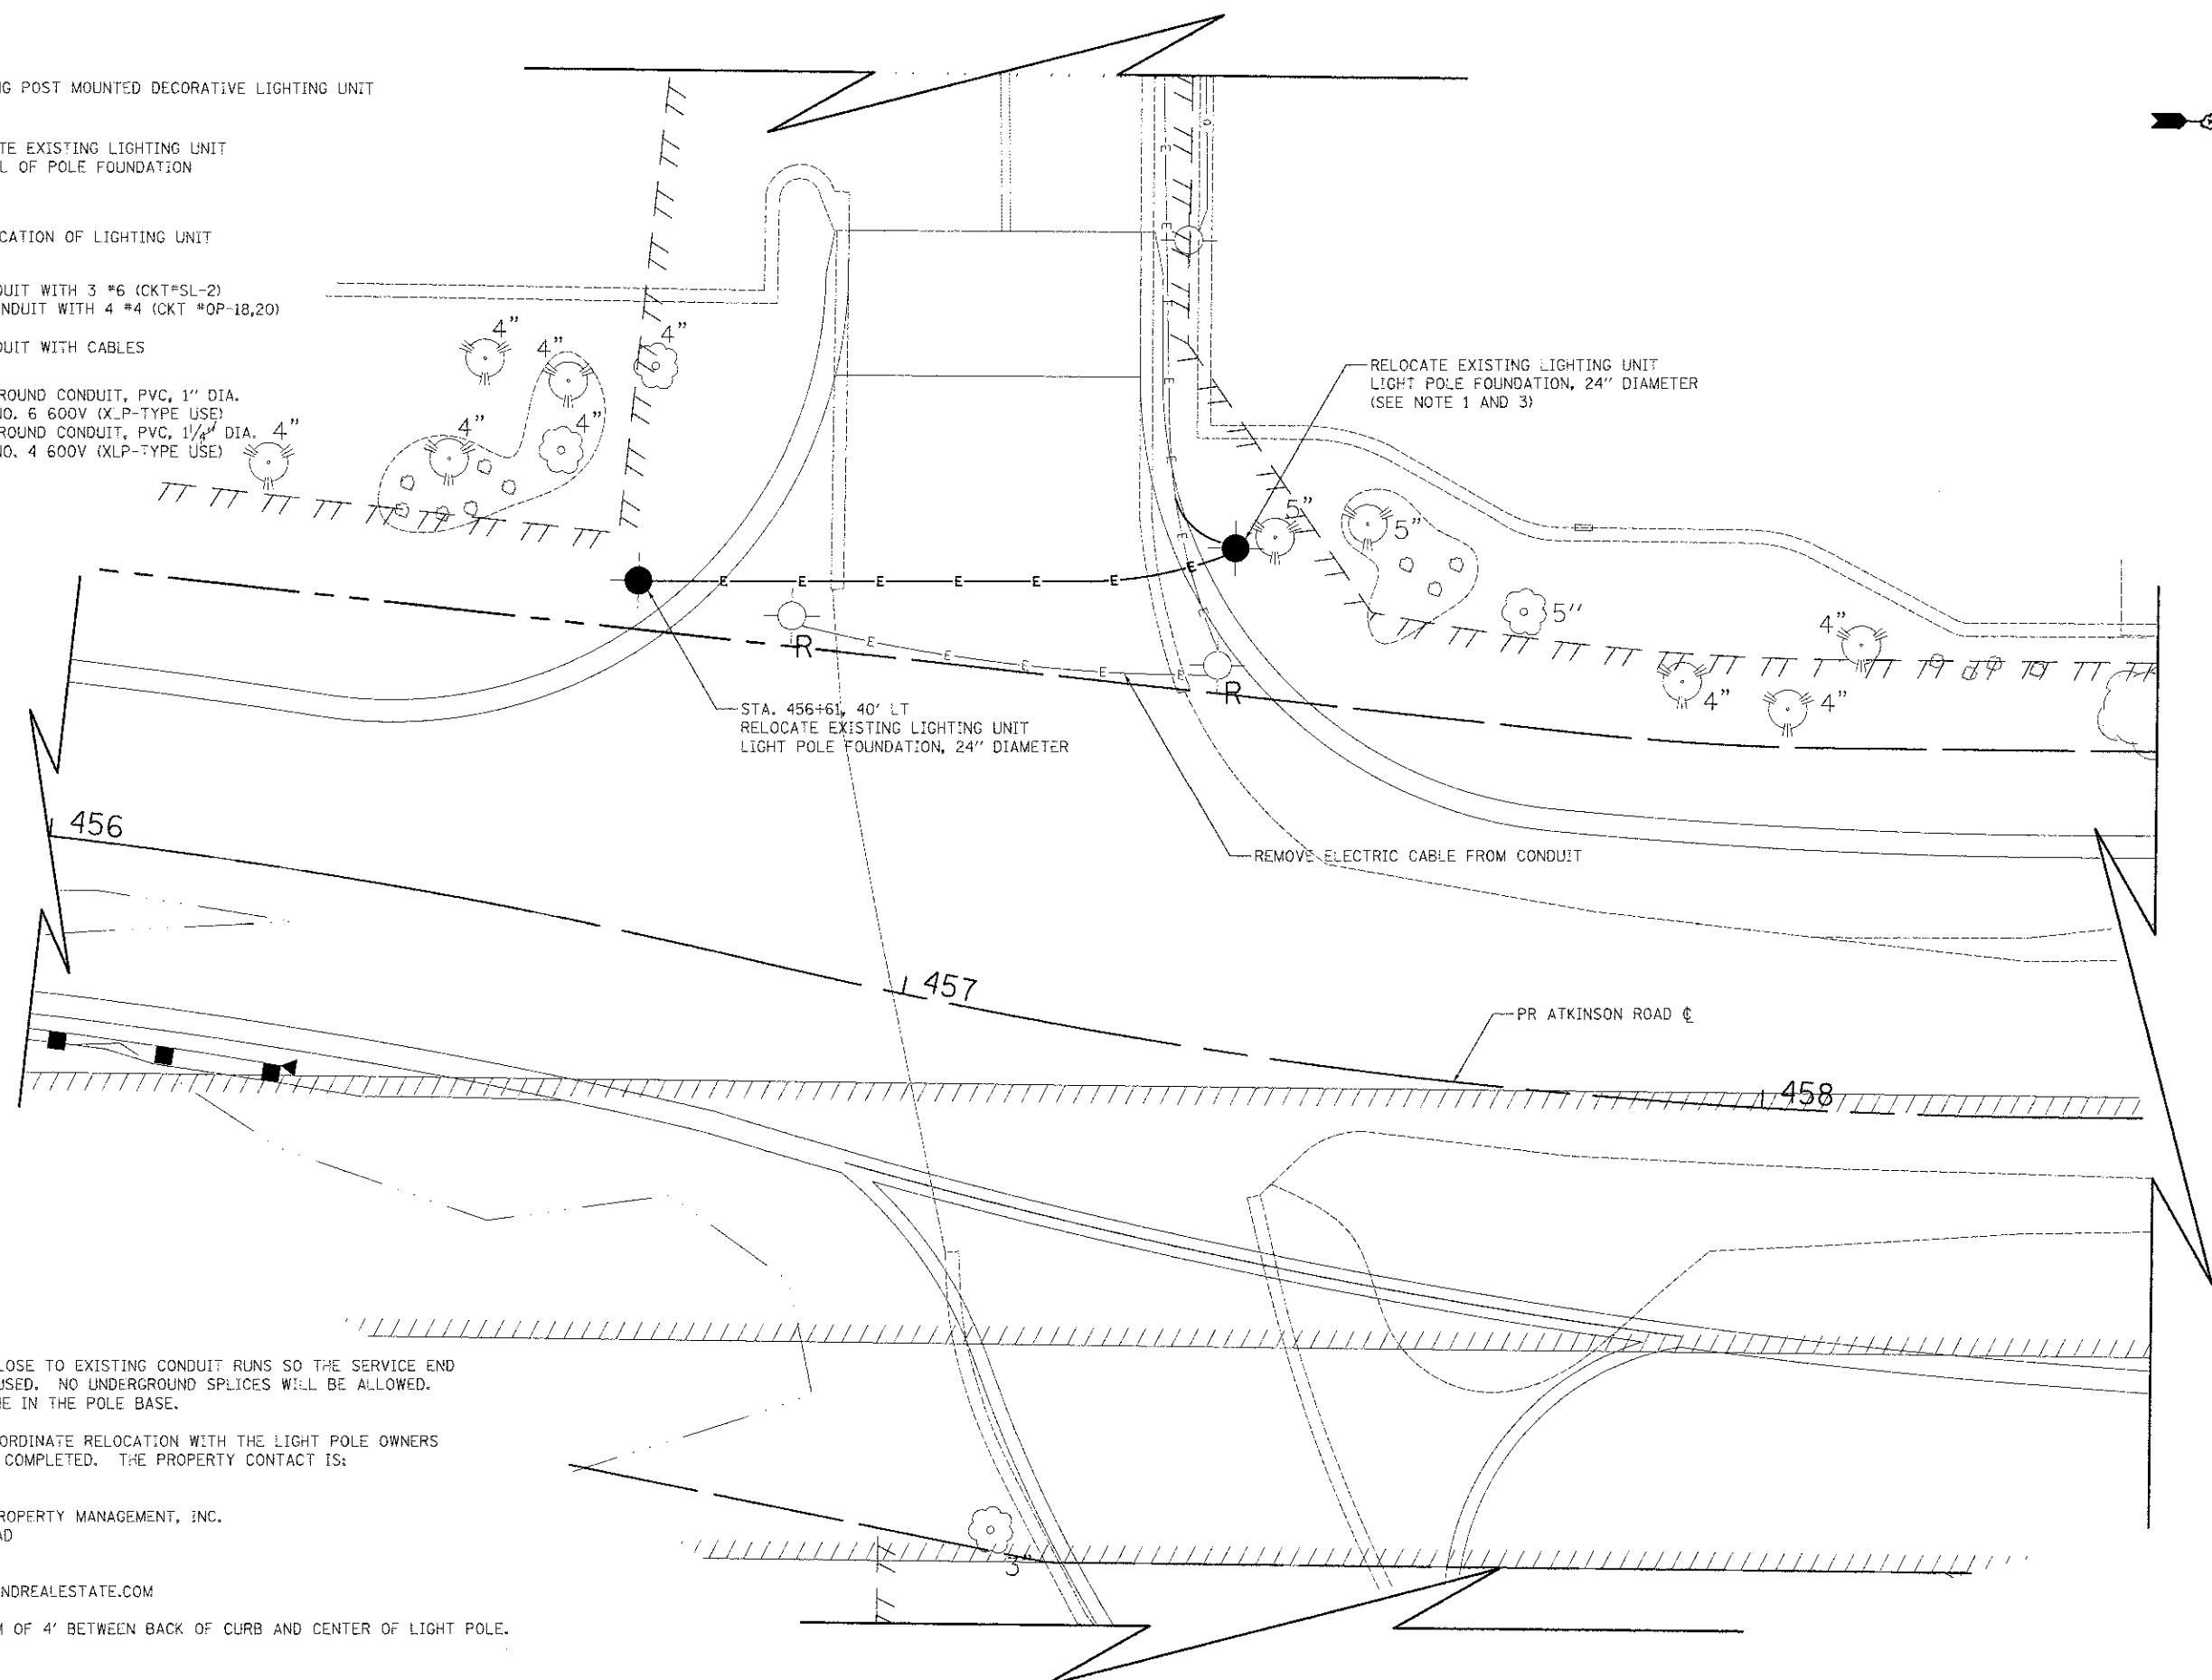 G POST MOUNTED DECORATIVE LIGHTING UNIT
TE EXISTING LIGHTING UNIT
L OF POLE FOUNDATION
CATION OF LIGHTING UNIT
DUIT WITH 3 #6 (CKT#SL-2)
NDUIT WITH 4 #4 (CKT #OP-18,20)
DUIT WITH CABLES
ROUND CONDUIT, PVC, 1" DIA.
NO. 6 600V (XLP-TYPE USE)
ROUND CONDUIT, PVC, 1 1/4" DIA.
NO. 4 600V (XLP-TYPE USE)
4"
4"
4"
4"
4"
4"
RELOCATE EXISTING LIGHTING UNIT
LIGHT POLE FOUNDATION, 24" DIAMETER
(SEE NOTE 1 AND 3)
5"
5"
5"
4"
4"
4"
E E E E E E E
E E E E E
R
R
STA. 456+61, 40' LT
RELOCATE EXISTING LIGHTING UNIT
LIGHT POLE FOUNDATION, 24" DIAMETER
REMOVE ELECTRIC CABLE FROM CONDUIT
456
457
PR ATKINSON ROAD ℄
458
LOSE TO EXISTING CONDUIT RUNS SO THE SERVICE END
USED. NO UNDERGROUND SPLICES WILL BE ALLOWED.
NE IN THE POLE BASE.
ORDINATE RELOCATION WITH THE LIGHT POLE OWNERS
COMPLETED. THE PROPERTY CONTACT IS:
ROPERTY MANAGEMENT, INC.
AD
NDREALESTATE.COM
M OF 4' BETWEEN BACK OF CURB AND CENTER OF LIGHT POLE.
3"